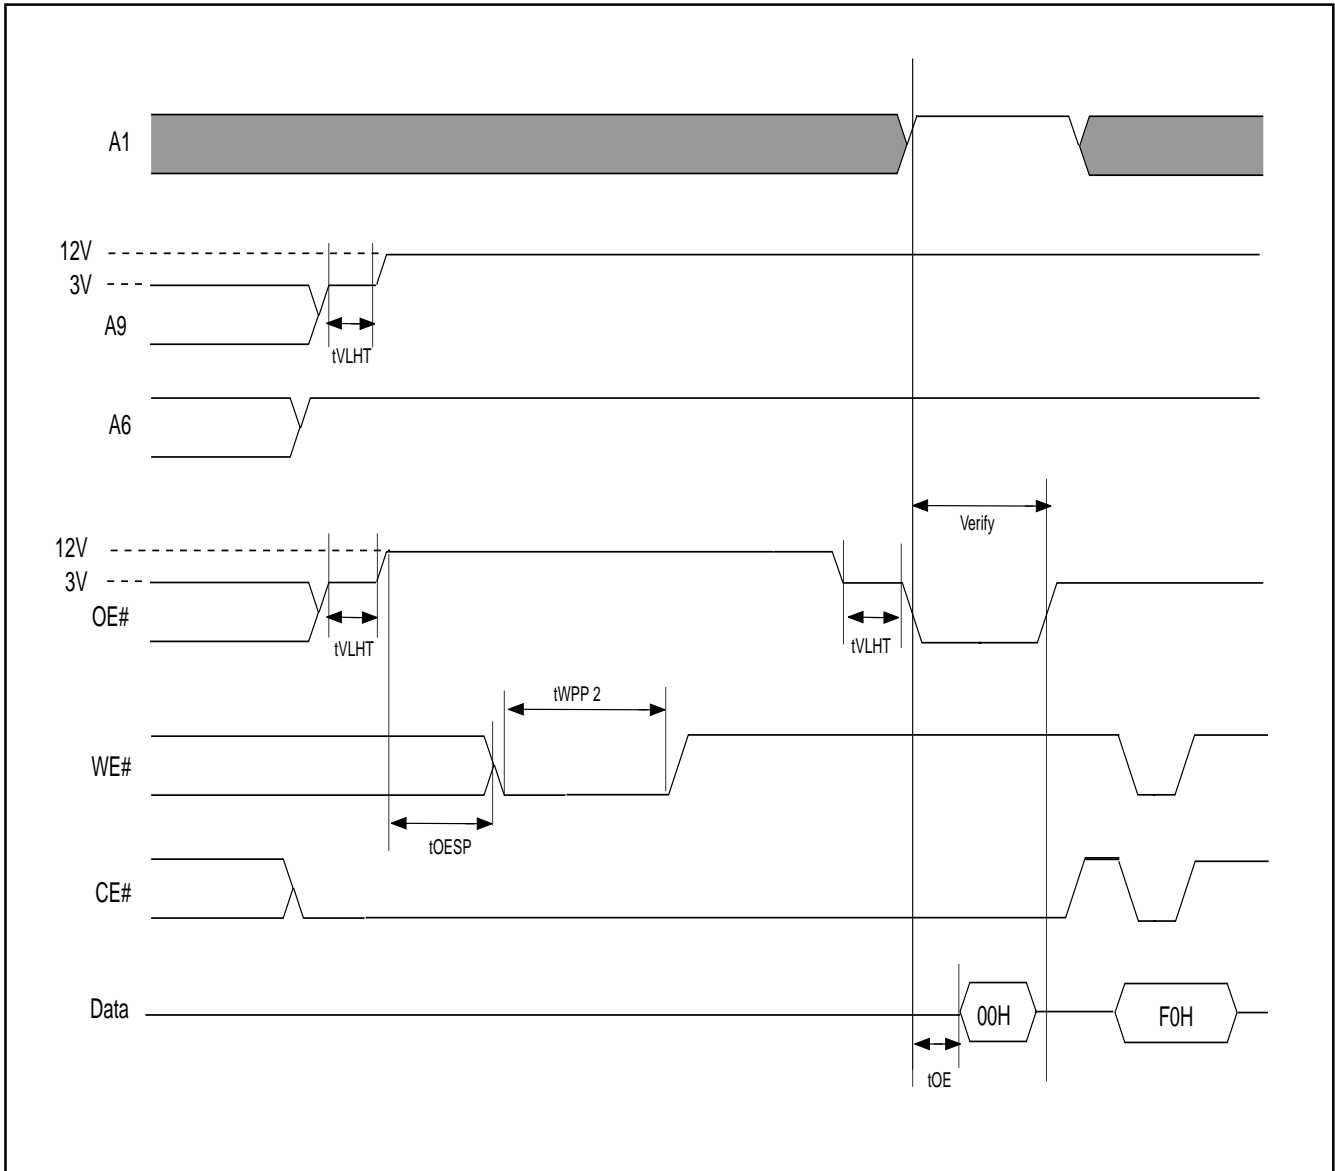 A1
12V
3V
A9
tVLHT
A6
Verify
12V
3V
OE#
tVLHT
tVLHT
tWPP 2
WE#
tOESP
CE#
Data
00H
F0H
tOE